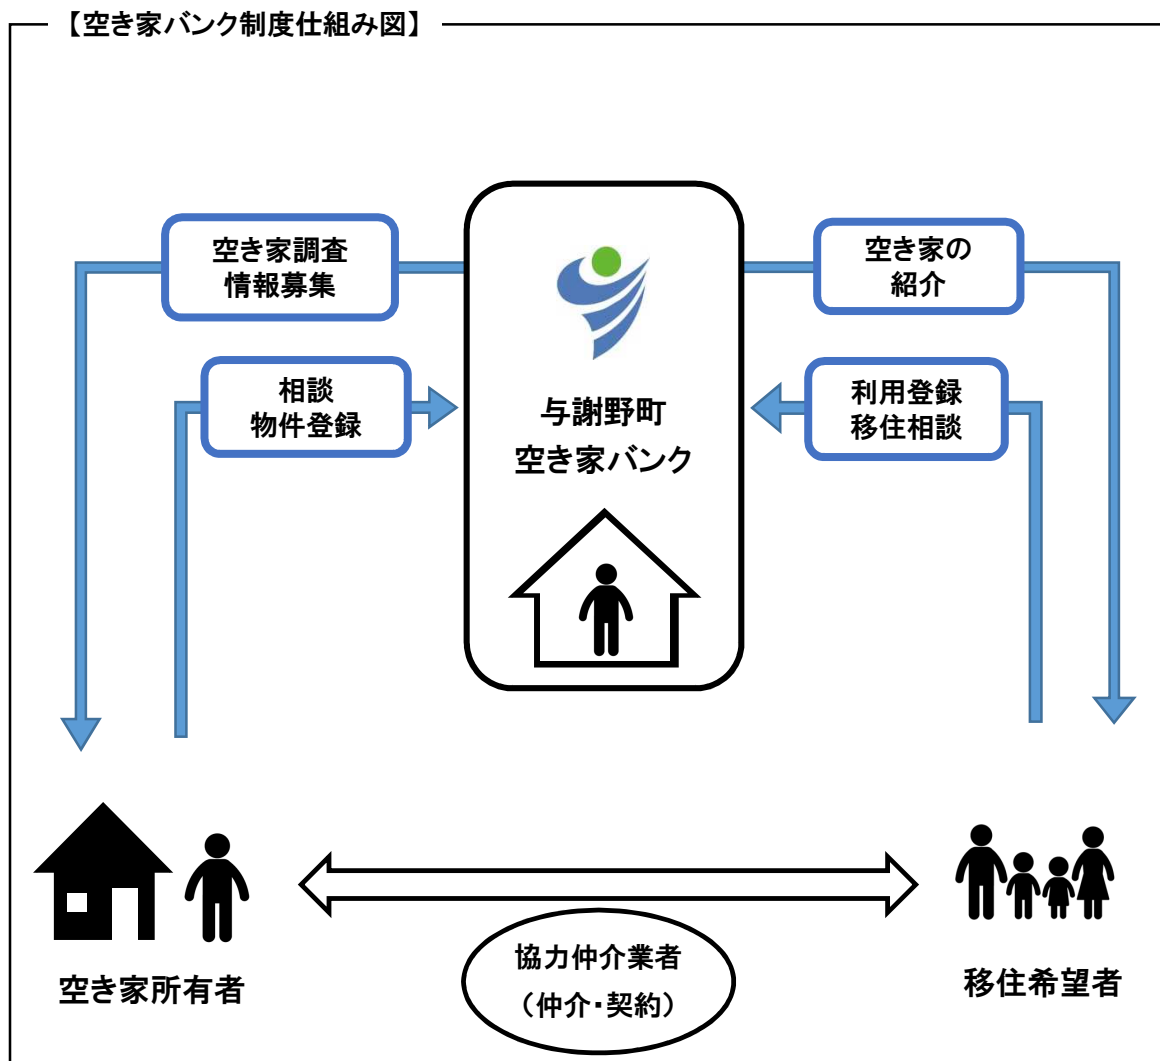 【空き家バンク制度仕組み図】
空き家調査
情報募集
空き家の
紹介
相談
物件登録
利用登録
移住相談
与謝野町
空き家バンク
空き家所有者
協力仲介業者
（仲介・契約）
移住希望者